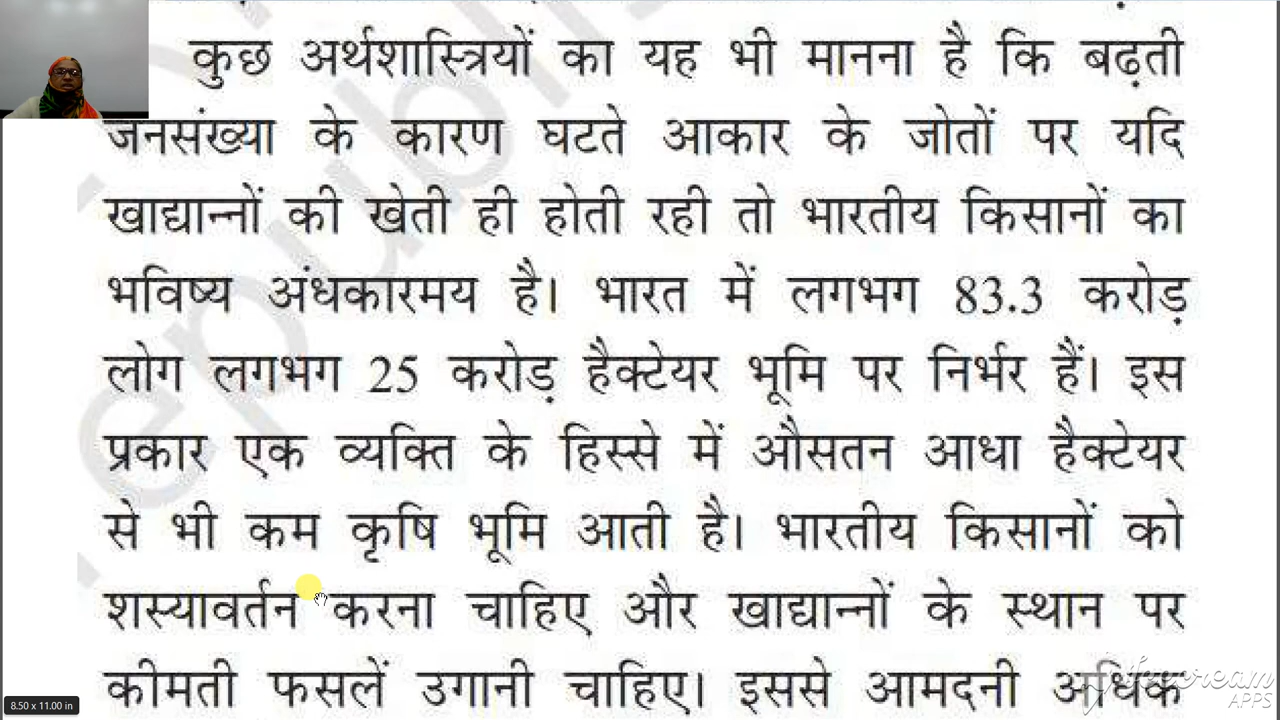 कुछ अर्थशास्त्रियों का यह भी मानना है कि बढ़ती
जनसंख्या के कारण घटते आकार के जोतों पर यदि
खाद्यान्नों की खेती ही होती रही तो भारतीय किसानों का
भविष्य अंधकारमय है। भारत में लगभग 83.3 करोड़
लोग लगभग 25 करोड़ हैक्टेयर भूमि पर निर्भर हैं। इस
प्रकार एक व्यक्ति के हिस्से में औसतन आधा हैक्टेयर
से भी कम कृषि भूमि आती है। भारतीय किसानों को
शस्यावर्तन करना चाहिए और खाद्यान्नों के स्थान पर
कीमती फसलें उगानी चाहिए। इससे आमदनी अधिक
8.50 x 11.00 in
APPS